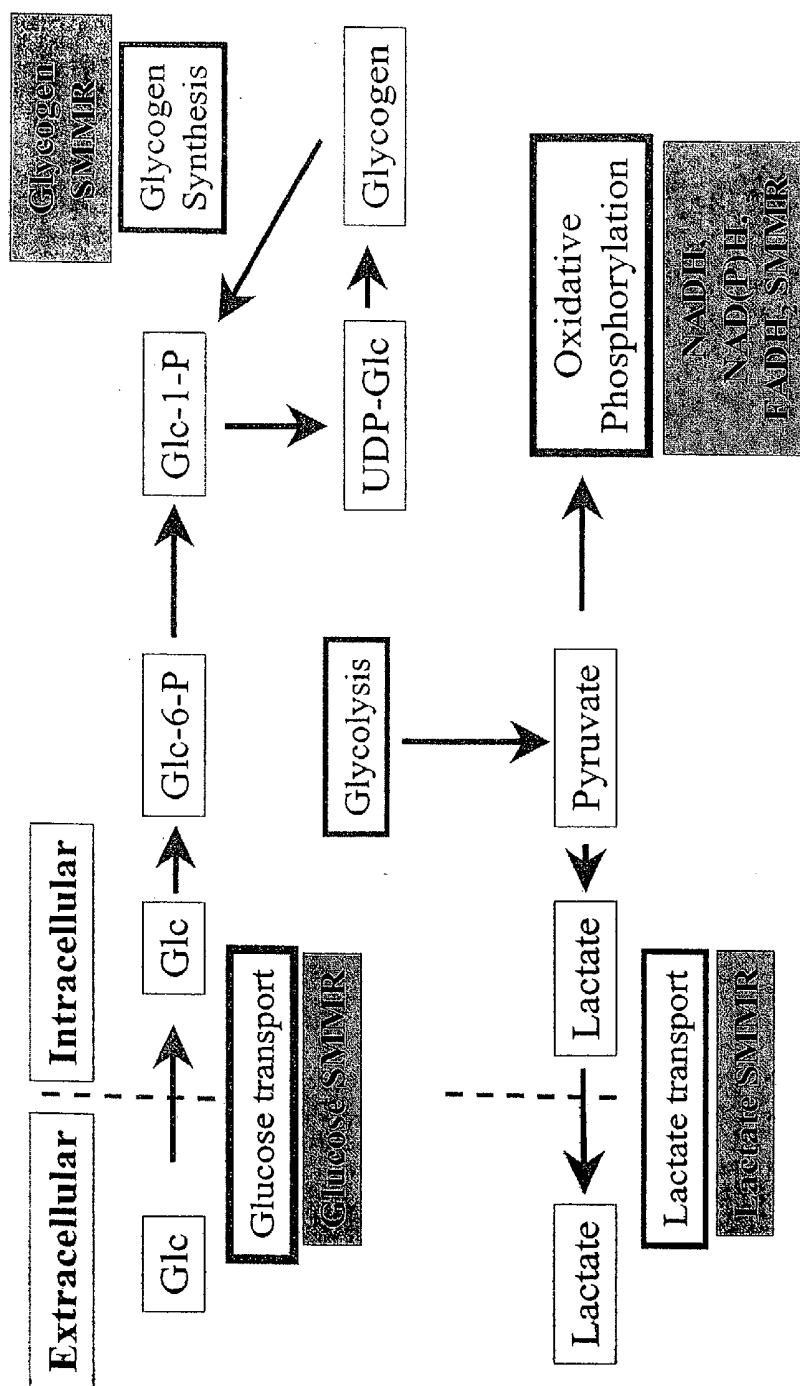 Extracellular
Intracellular
Glycogen
SMMR
Glc
Glc
Glc-6-P
Glc-1-P
Glycogen
Synthesis
Glucose transport
Glucose SMMR
Glycolysis
UDP-Glc
Glycogen
Lactate
Lactate
Pyruvate
Oxidative
Phosphorylation
Lactate transport
Lactate SMMR
NADH,
NAD(P)H,
FADH, SMMR